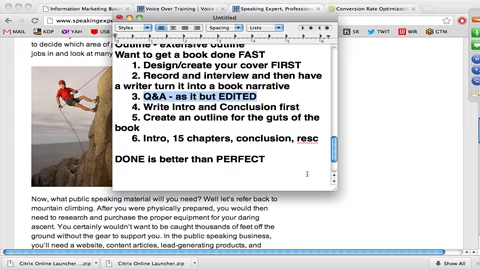 Information Marketing Busin
Voice Over Training | Voice
Speaking Expert, Professio
Conversion Rate Optimizat
www.speakingexpe
Untitled
Styles
Spacing
Lists
to decide which area of p
jobs in and look at many
Outline - extensive outline
Want to get a book done FAST
1. Design/create your cover FIRST
2. Record and interview and then have
a writer turn it into a book narrative
3. Q&A - as it but EDITED
4. Write Intro and Conclusion first
5. Create an outline for the guts of the
book
6. Intro, 15 chapters, conclusion, resc
DONE is better than PERFECT
Now, what public speaking material will you need? Well let's refer back to
mountain climbing. After you were physically prepared, you would then
need to research and purchase the proper equipment for your daring
ascent. You certainly wouldn't want to be caught thousands of feet off the
ground without the gear to support you. In the public speaking business,
you'll need a website, content articles, lead-generating products, and
Citrix Online Launcher....zip
Citrix Online Launcher....zip
Show All